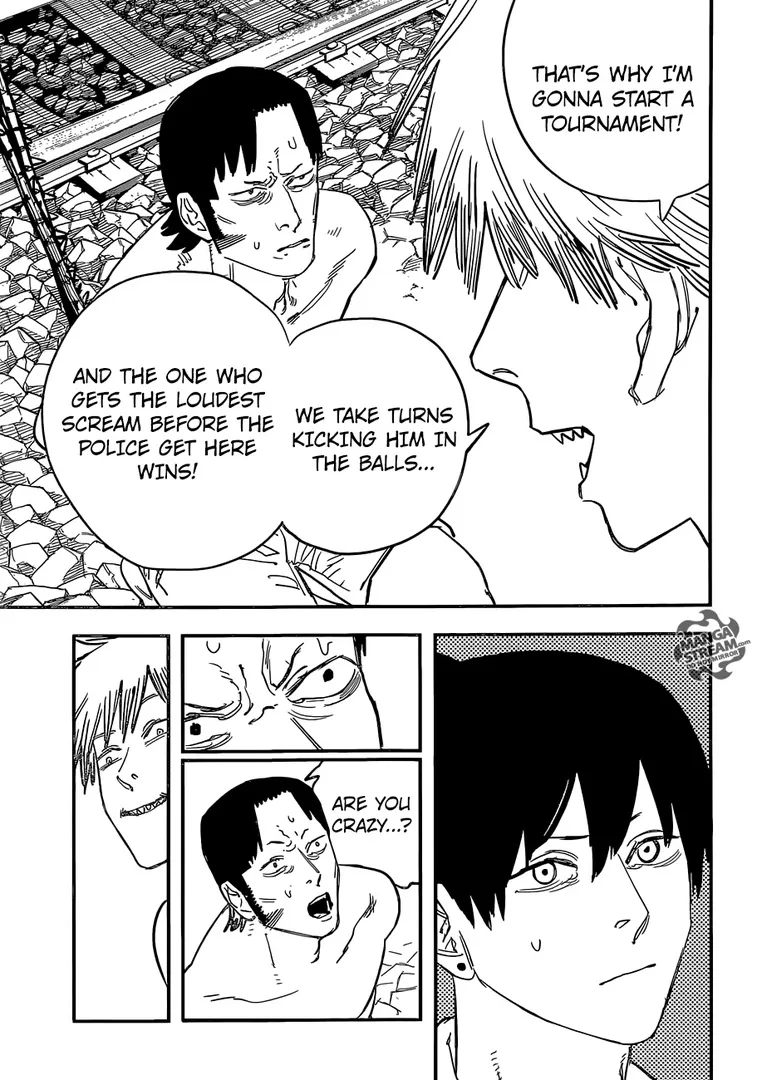 THAT'S WHY I'M
GONNA START A
TOURNAMENT!
WE TAKE TURNS
KICKING HIM IN
THE BALLS...
AND THE ONE WHO
GETS THE LOUDEST
SCREAM BEFORE THE
POLICE GET HERE
WINS!
MANGA
STREAM.com
ARE YOU
CRAZY...?